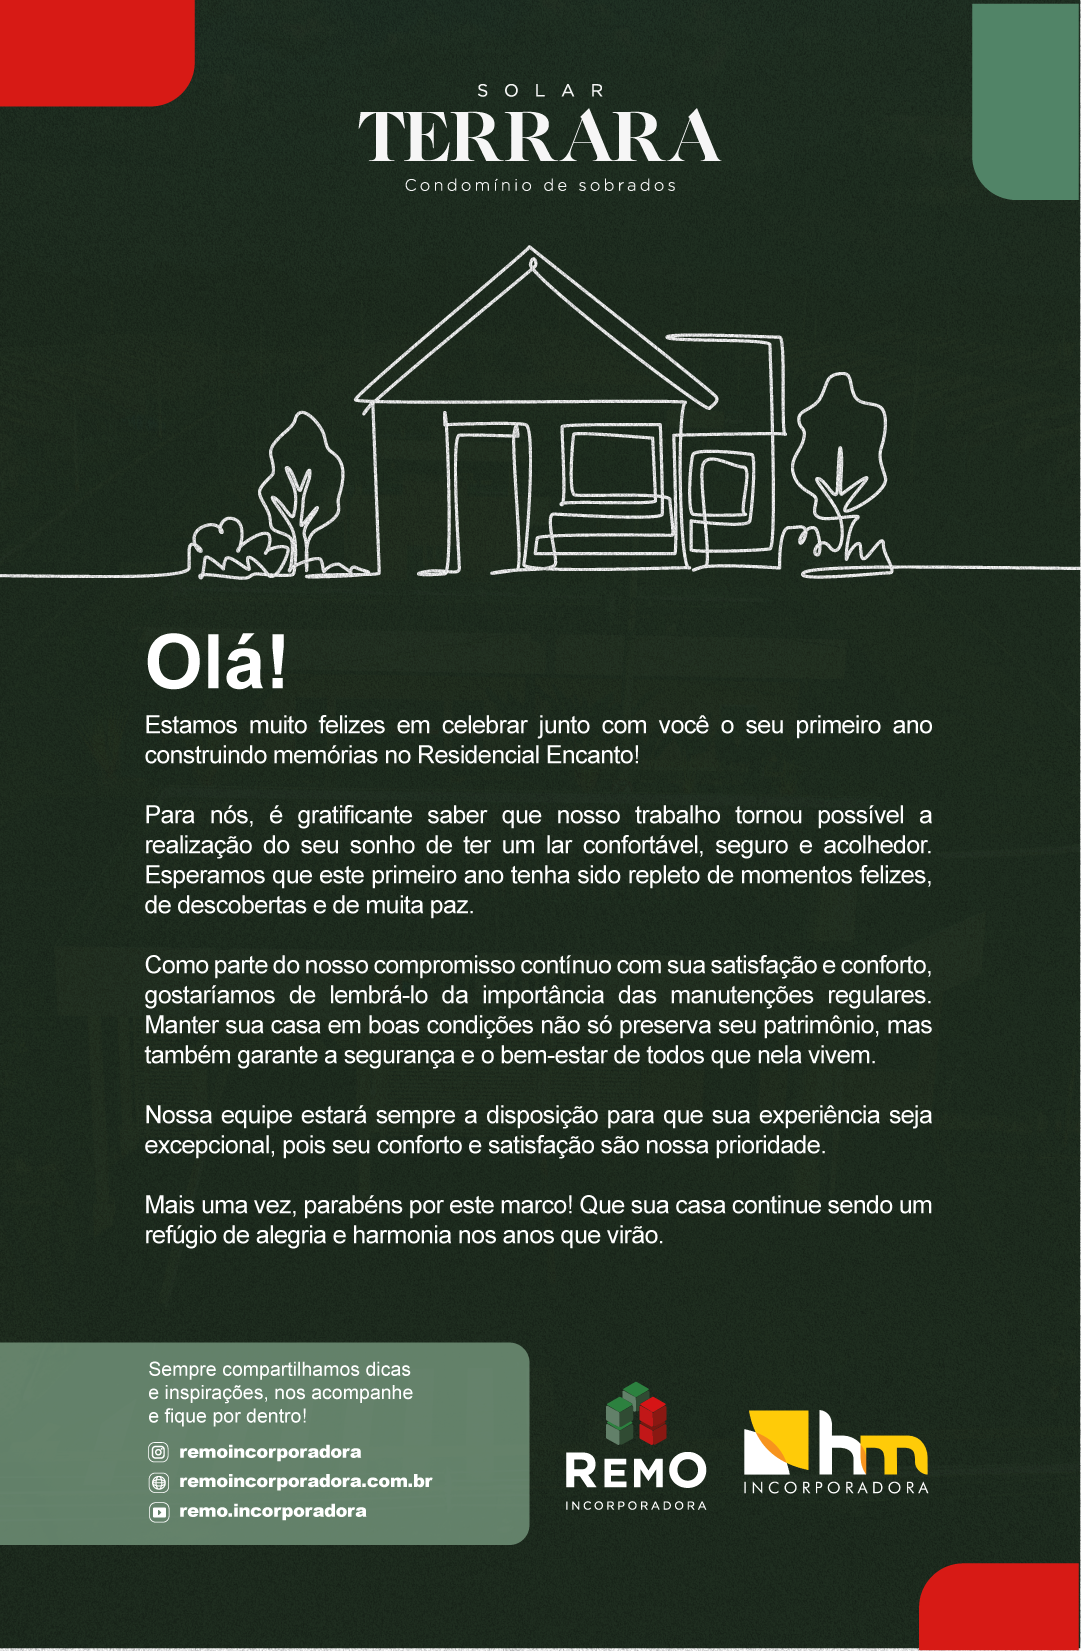 SOLAR
TERRARA
Condomínio de sobrados
Olá!
Estamos muito felizes em celebrar junto com você o seu primeiro ano
construindo memórias no Residencial Encanto!
Para nós, é gratificante saber que nosso trabalho tornou possível a
realização do seu sonho de ter um lar confortável, seguro e acolhedor.
Esperamos que este primeiro ano tenha sido repleto de momentos felizes,
de descobertas e de muita paz.
Como parte do nosso compromisso contínuo com sua satisfação e conforto,
gostaríamos de lembrá-lo da importância das manutenções regulares.
Manter sua casa em boas condições não só preserva seu patrimônio, mas
também garante a segurança e o bem-estar de todos que nela vivem.
Nossa equipe estará sempre a disposição para que sua experiência seja
excepcional, pois seu conforto e satisfação são nossa prioridade.
Mais uma vez, parabéns por este marco! Que sua casa continue sendo um
refúgio de alegria e harmonia nos anos que virão.
Sempre compartilhamos dicas
e inspirações, nos acompanhe
e fique por dentro!
remoincorporadora
remoincorporadora.com.br
remo.incorporadora
REMO
INCORPORADORA
hm
INCORPORADORA